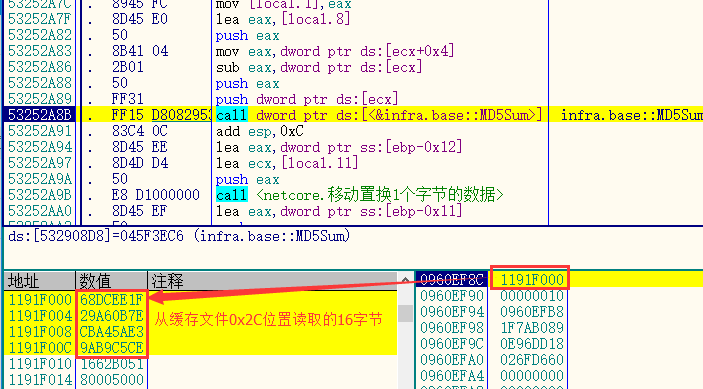 53252A7C . 8945 FC mov [local.1],eax
53252A7F . 8D45 E0 lea eax,[local.8]
53252A82 . 50 push eax
53252A83 . 8B41 04 mov eax,dword ptr ds:[ecx+0x4]
53252A86 . 2B01 sub eax,dword ptr ds:[ecx]
53252A88 . 50 push eax
53252A89 . FF31 push dword ptr ds:[ecx]
53252A8B . FF15 D8082953 call dword ptr ds:[<&infra.base::MD5Sum>] infra.base::MD5Sum
53252A91 . 83C4 0C add esp,0xC
53252A94 . 8D45 EE lea eax,dword ptr ss:[ebp-0x12]
53252A97 . 8D4D D4 lea ecx,[local.11]
53252A9A . 50 push eax
53252A9B . E8 D1000000 call <netcore.移动置换1个字节的数据>
53252AA0 . 8D45 EF lea eax,dword ptr ss:[ebp-0x11]
ds:[532908D8]=045F3EC6 (infra.base::MD5Sum)
地址 数值 注释
1191F000 68DCEE1F
1191F004 29A60B7E
1191F008 CBA45AE3
1191F00C 9AB9C5CE
1191F010 1662B051
1191F014 80005000
从缓存文件0x2C位置读取的16字节
0960EF8C 1191F000
0960EF90 00000010
0960EF94 0960EFB8
0960EF98 1F7AB089
0960EF9C 0E96DD18
0960EFA0 026FD660
0960EFA4 00000000